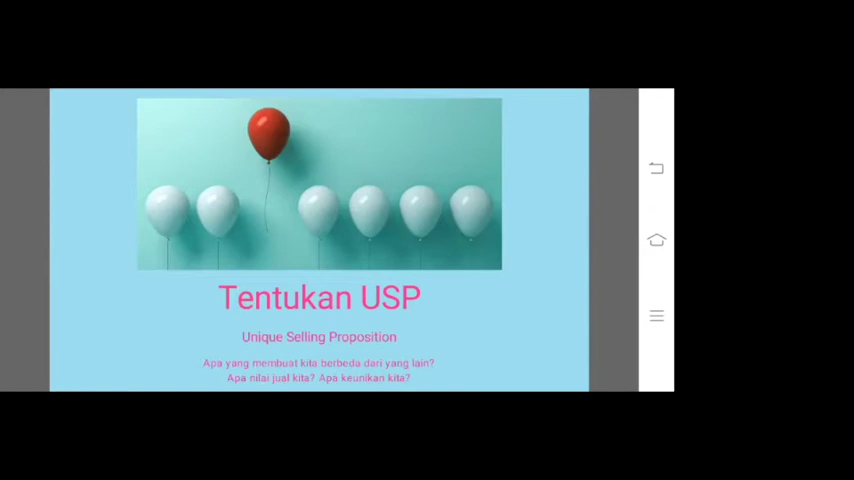 Tentukan USP
Unique Selling Proposition
Apa yang membuat kita berbeda dari yang lain?
Apa nilai jual kita? Apa keunikan kita?